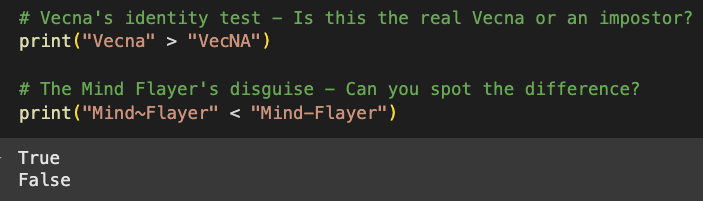 # Vecna's identity test - Is this the real Vecna or an impostor?
print("Vecna" > "VecNA")
# The Mind Flayer's disguise - Can you spot the difference?
print("Mind~Flayer" < "Mind-Flayer")
True
False